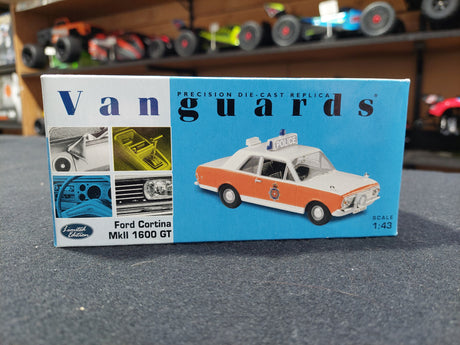 Vanguards
PRECISION DIE-CAST REPLICA
POLICE
Limited
Edition
Ford Cortina
MkII 1600 GT
SCALE
1:43